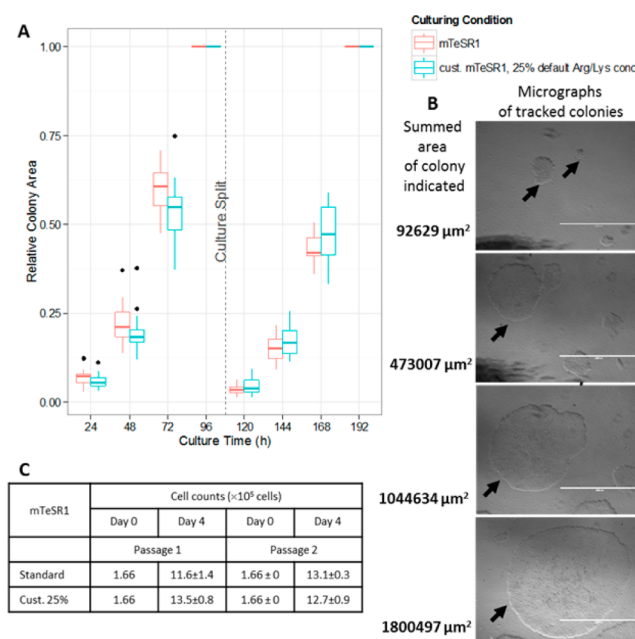 A
Culturing Condition
mTeSR1
cust. mTeSR1, 25% default Arg/Lys conc
1.00
0.75
0.50
0.25
0.00
Relative Colony Area
Culture Split
24 48 72 96 120 144 168 192
Culture Time (h)
B
Micrographs
of tracked colonies
Summed
area
of colony
indicated
92629 µm²
473007 µm²
1044634 µm²
1800497 µm²
C
mTeSR1 Cell counts (×10⁵ cells)
Day 0 Day 4 Day 0 Day 4
Passage 1 Passage 2
Standard 1.66 11.6±1.4 1.66±0 13.1±0.3
Cust. 25% 1.66 13.5±0.8 1.66±0 12.7±0.9